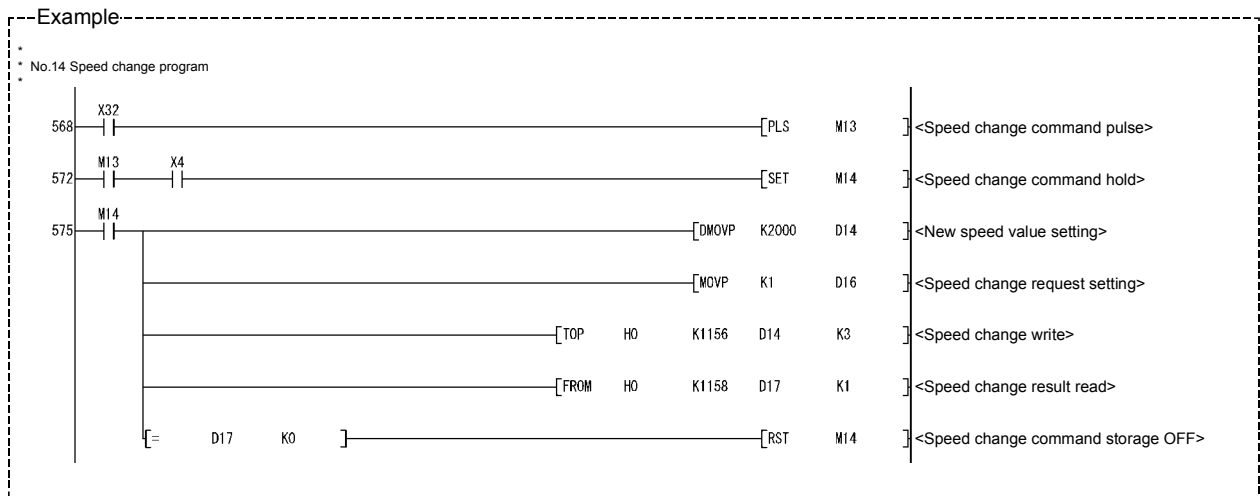 Example
*
* No.14 Speed change program
*
X32
568 PLS M13 <Speed change command pulse>
M13 X4
572 SET M14 <Speed change command hold>
M14
575 DMOVP K2000 D14 <New speed value setting>
MOVP K1 D16 <Speed change request setting>
TOP H0 K1156 D14 K3 <Speed change write>
FROM H0 K1158 D17 K1 <Speed change result read>
= D17 K0 RST M14 <Speed change command storage OFF>